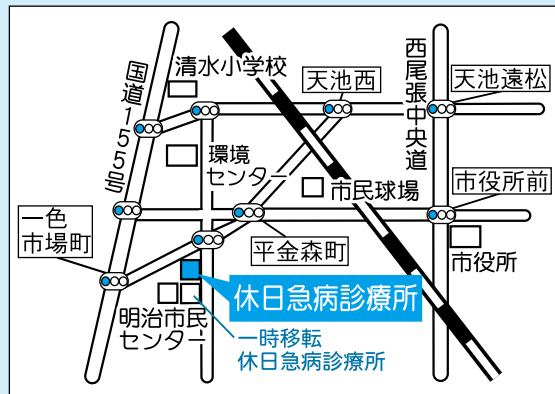 清水小学校
天池西
西尾張中央道
天池遠松
国道155号
環境
センター
市民球場
市役所前
一色
市場町
平金森町
市役所
休日急病診療所
明治市民
センター
一時移転
休日急病診療所